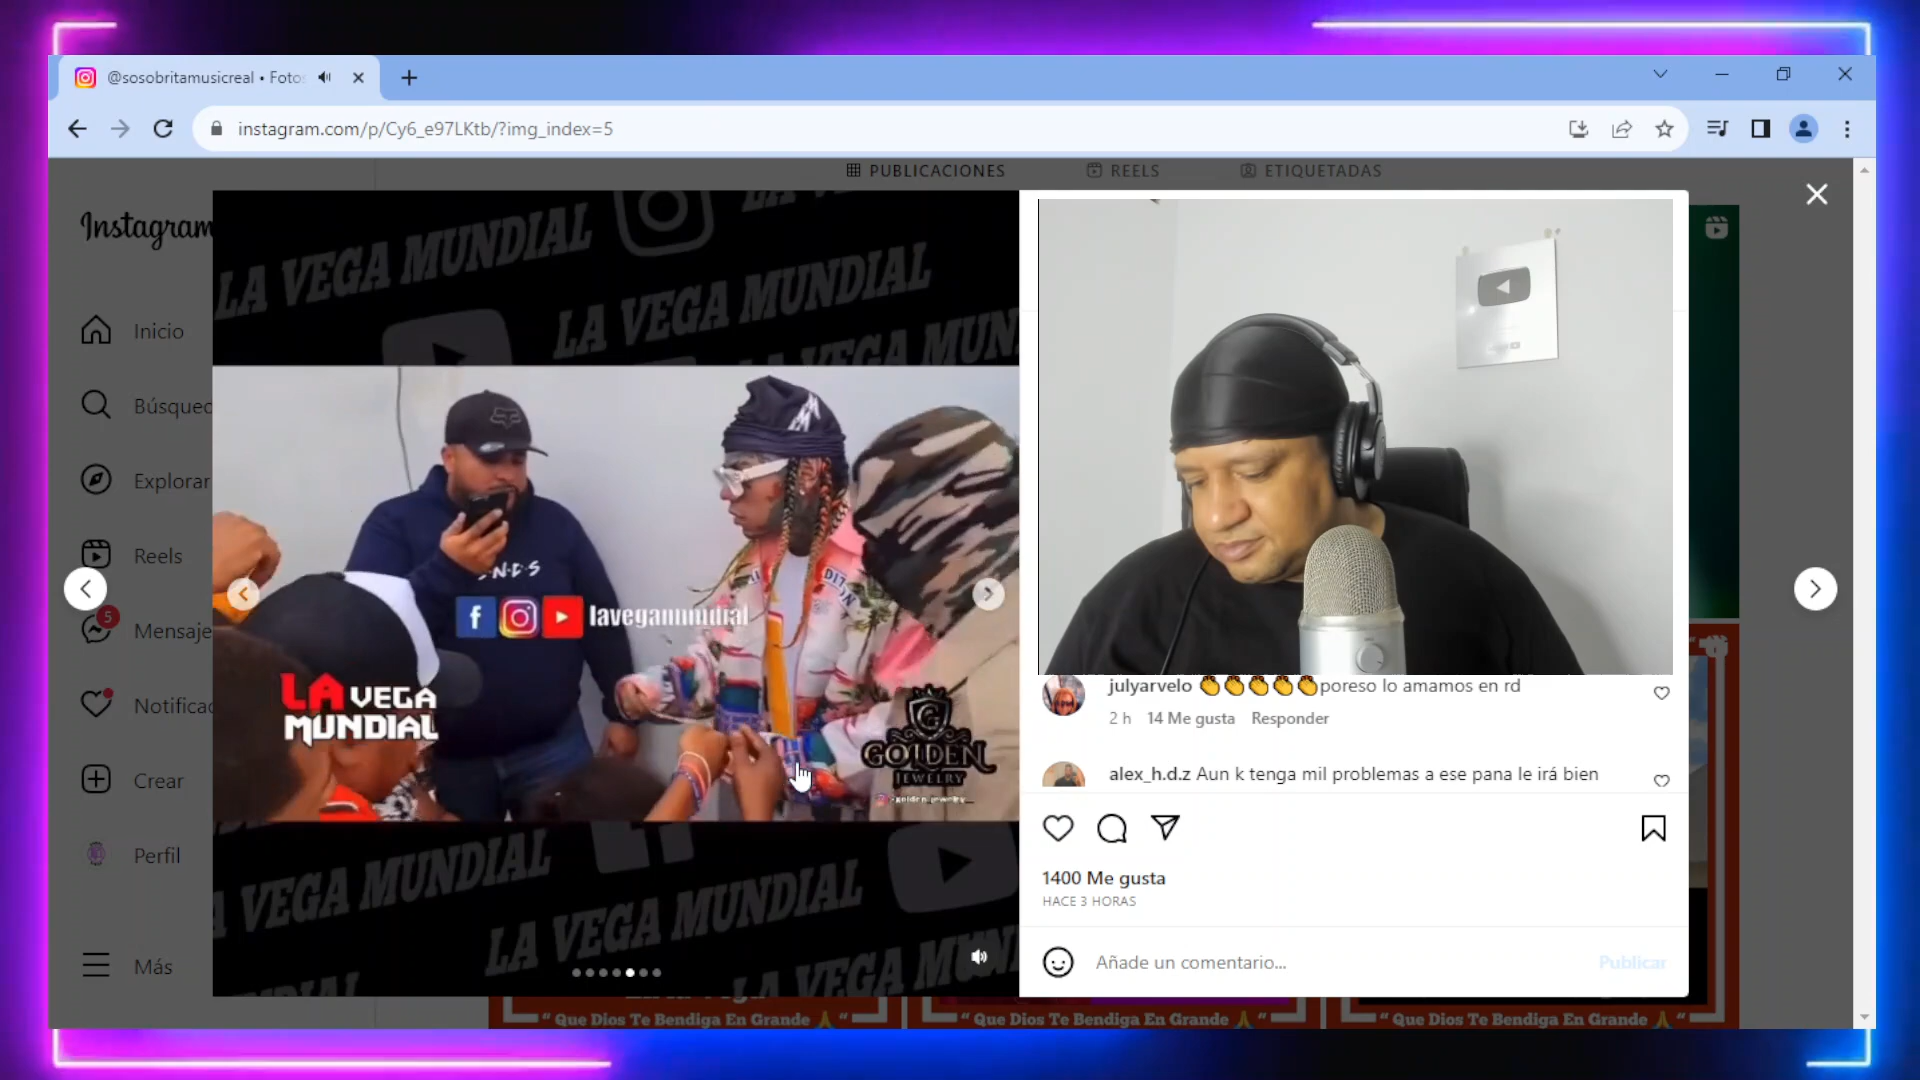 @sosobritamusicreal • Fotos
instagram.com/p/Cy6_e97LKtb/?img_index=5
PUBLICACIONES
REELS
ETIQUETADAS
Instagram
Inicio
Búsqued
Explorar
Reels
5
Mensaje
Notificac
Crear
Perfil
Más
LA VEGA MUNDIAL
LA VEGA MUNDIAL
LA VEGA MUN
N·D·S
lavegamundial
LA VEGA
MUNDIAL
G
GOLDEN
JEWELRY
VEGA MUNDIAL
LA VEGA MUNDIAL
julyarvelo 👏👏👏👏👏poreso lo amamos en rd
2 h 14 Me gusta Responder
alex_h.d.z Aun k tenga mil problemas a ese pana le irá bien
1400 Me gusta
HACE 3 HORAS
Añade un comentario...
Publicar
“ Que Dios Te Bendiga En Grande 🙏 “
“ Que Dios Te Bendiga En Grande 🙏 “
“ Que Dios Te Bendiga En Grande 🙏 “